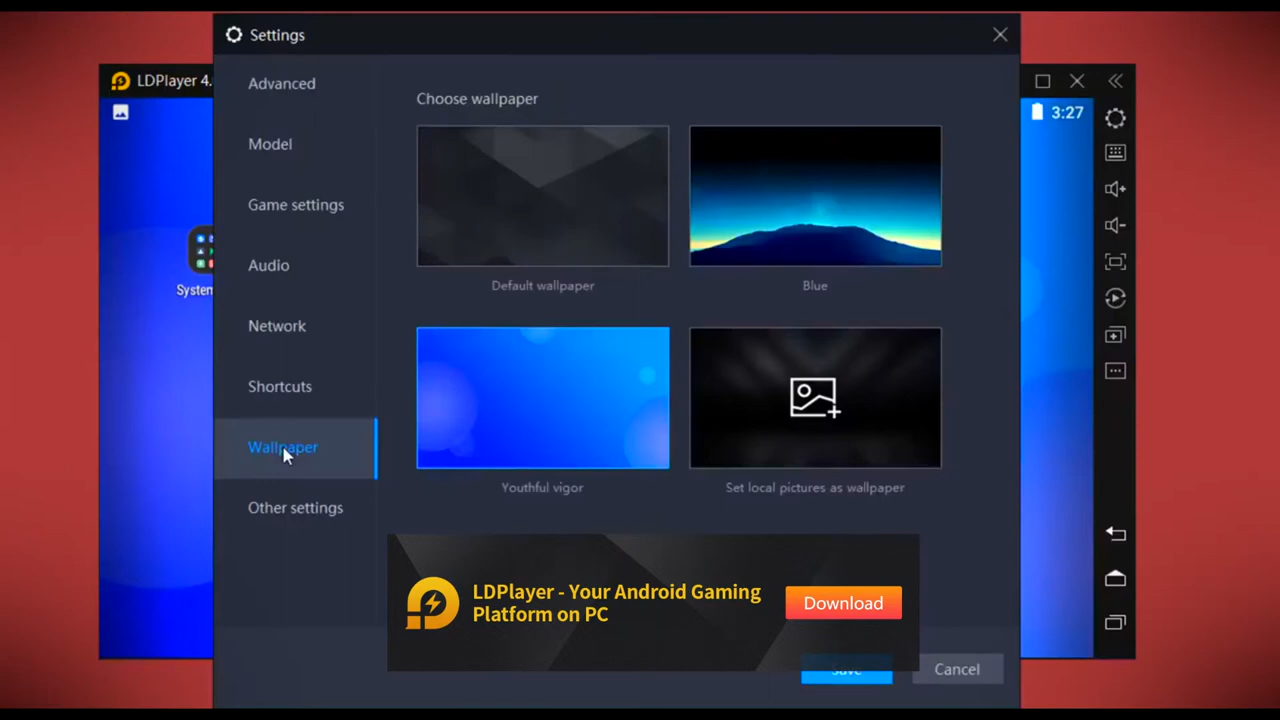 Settings
LDPlayer 4.
3:27
Advanced
Model
Game settings
Audio
Network
Shortcuts
Wallpaper
Other settings
System
Choose wallpaper
Default wallpaper
Blue
Youthful vigor
Set local pictures as wallpaper
LDPlayer - Your Android Gaming
Platform on PC
Download
Save
Cancel